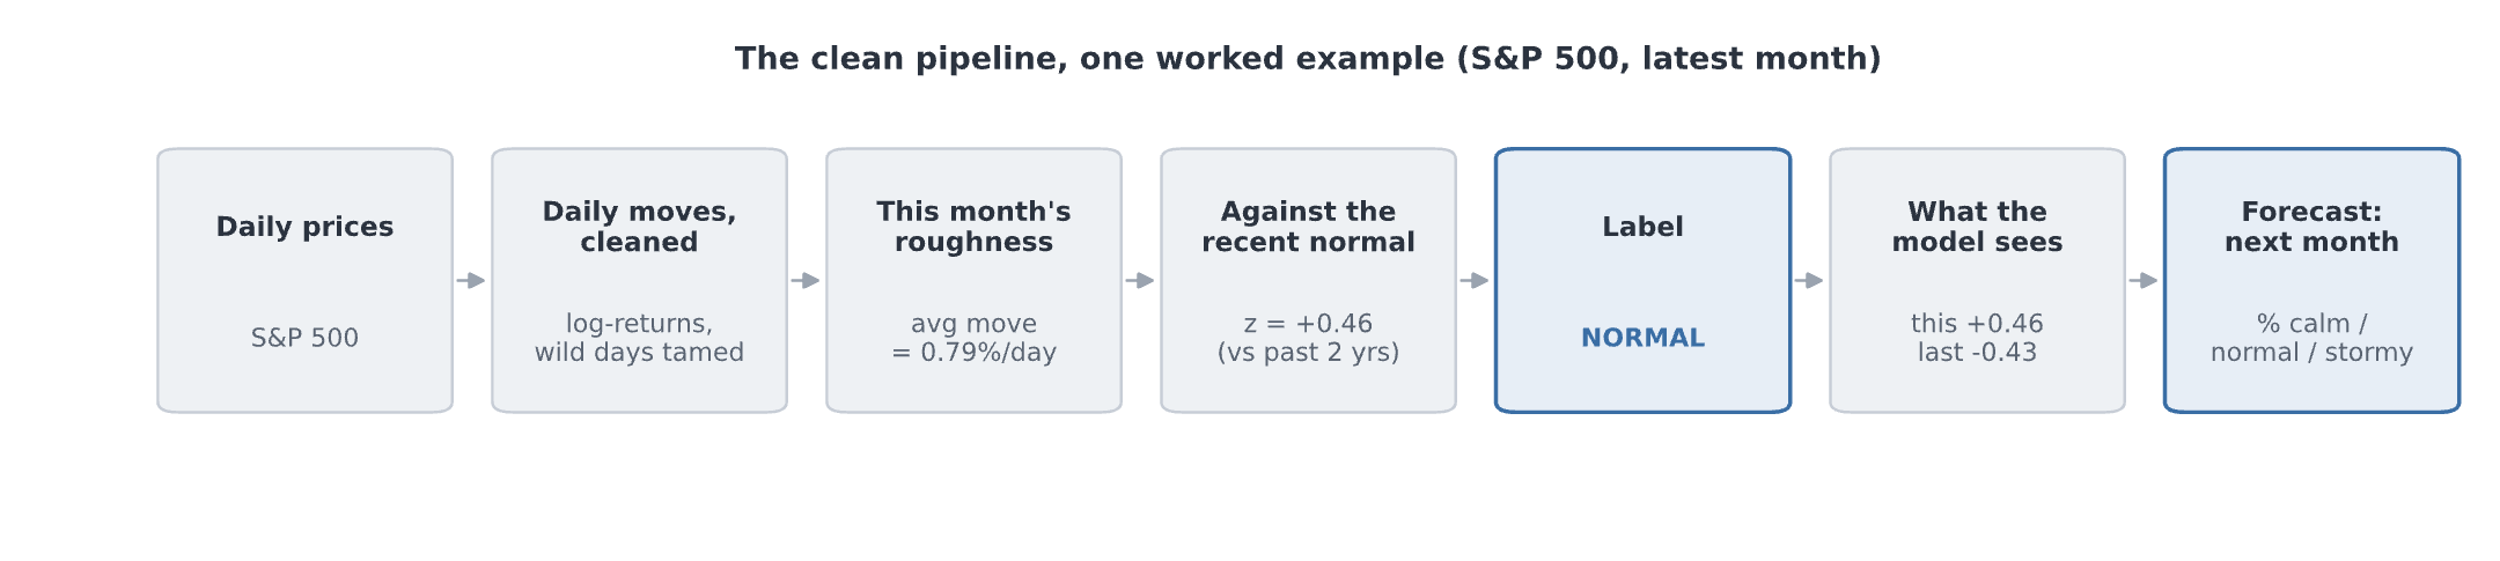 The clean pipeline, one worked example (S&P 500, latest month)
Daily prices
S&P 500
Daily moves,
cleaned
log-returns,
wild days tamed
This month's
roughness
avg move
= 0.79%/day
Against the
recent normal
z = +0.46
(vs past 2 yrs)
Label
NORMAL
What the
model sees
this +0.46
last -0.43
Forecast:
next month
% calm /
normal / stormy